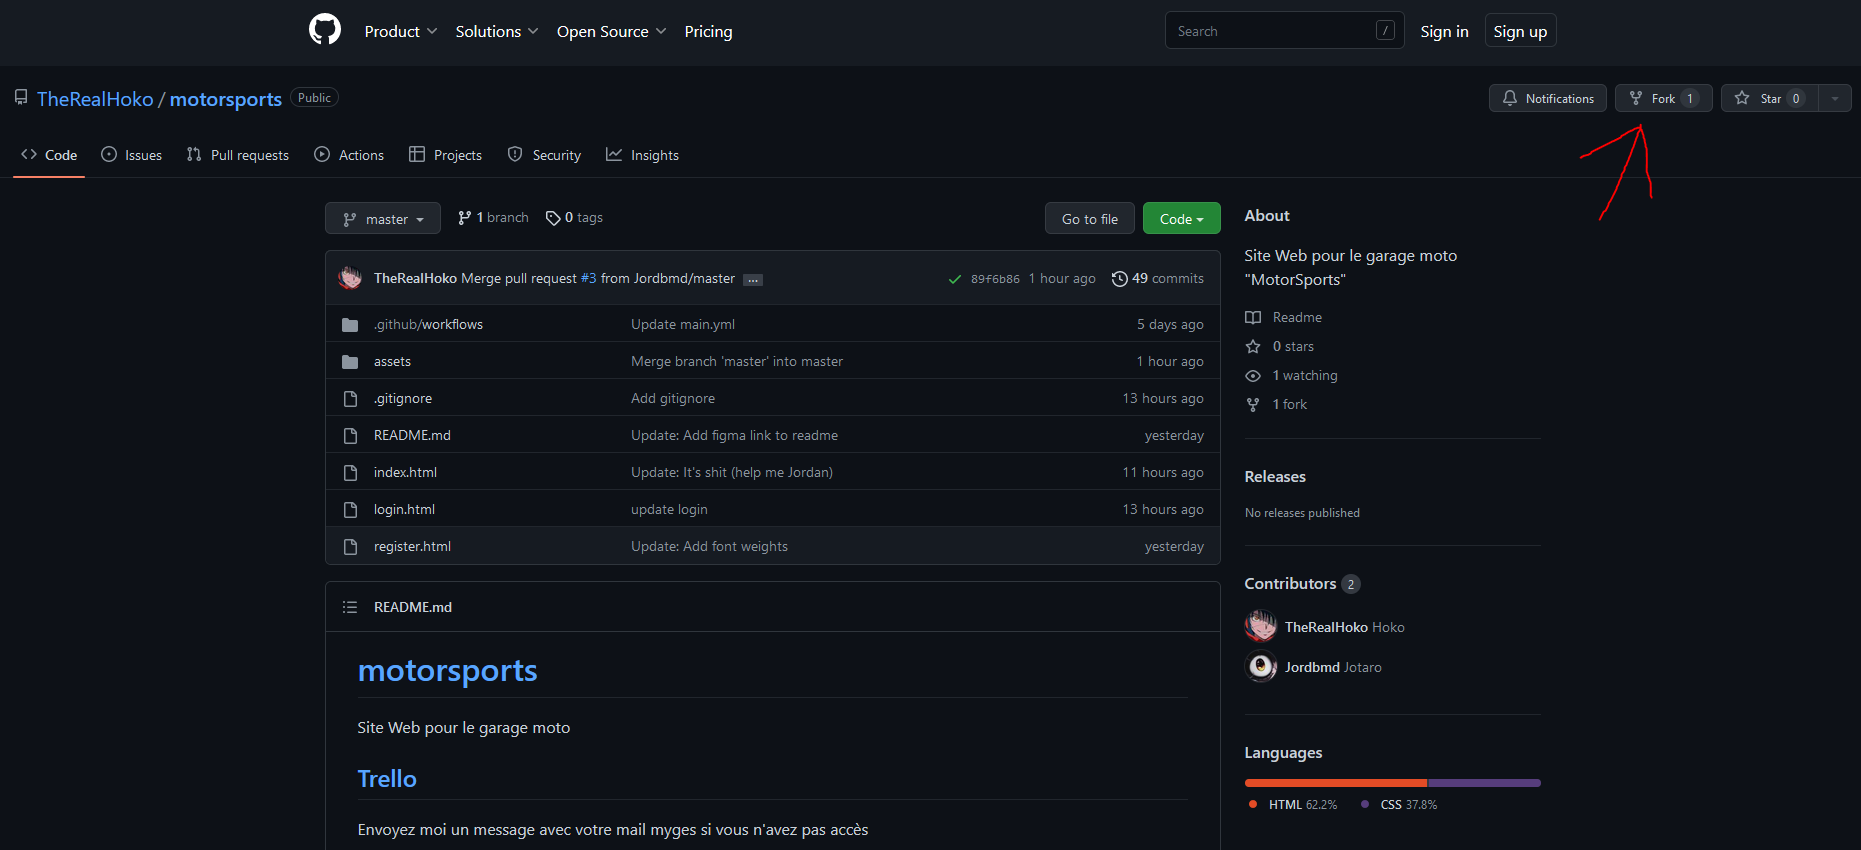 Product Solutions Open Source Pricing Search / Sign in Sign up
TheRealHoko / motorsports Public Notifications Fork 1 Star 0
Code Issues Pull requests Actions Projects Security Insights
master 1 branch 0 tags Go to file Code
TheRealHoko Merge pull request #3 from Jordbmd/master ... 89f6b86 1 hour ago 49 commits
.github/workflows Update main.yml 5 days ago
assets Merge branch 'master' into master 1 hour ago
.gitignore Add gitignore 13 hours ago
README.md Update: Add figma link to readme yesterday
index.html Update: It's shit (help me Jordan) 11 hours ago
login.html update login 13 hours ago
register.html Update: Add font weights yesterday
README.md
motorsports
Site Web pour le garage moto
Trello
Envoyez moi un message avec votre mail myges si vous n'avez pas accès
About
Site Web pour le garage moto
"MotorSports"
Readme
0 stars
1 watching
1 fork
Releases
No releases published
Contributors 2
TheRealHoko Hoko
Jordbmd Jotaro
Languages
HTML 62.2% CSS 37.8%